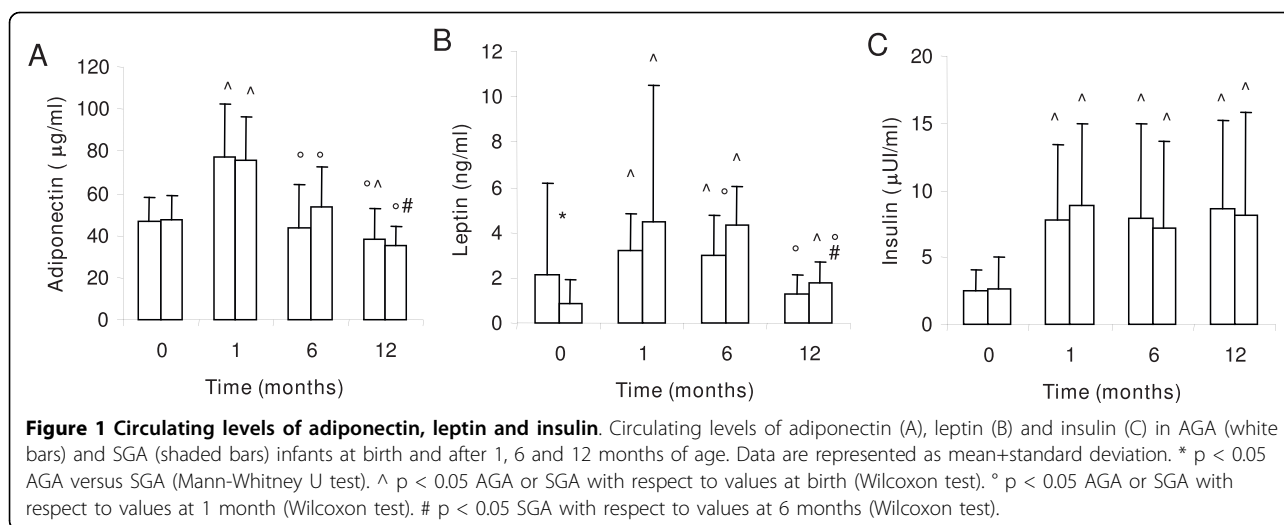 A
Adiponectin ( μg/ml)
120
100
80
60
40
20
0
^ ^
° °
°^
°#
0 1 6 12
Time (months)
B
Leptin (ng/ml)
12
10
8
6
4
2
0
*
^ ^
^ ° ^
° ^ °
#
0 1 6 12
Time (months)
C
Insulin (μUI/ml)
20
15
10
5
0
^ ^
^ ^
^ ^
0 1 6 12
Time (months)
Figure 1 Circulating levels of adiponectin, leptin and insulin. Circulating levels of adiponectin (A), leptin (B) and insulin (C) in AGA (white
bars) and SGA (shaded bars) infants at birth and after 1, 6 and 12 months of age. Data are represented as mean+standard deviation. * p < 0.05
AGA versus SGA (Mann-Whitney U test). ^ p < 0.05 AGA or SGA with respect to values at birth (Wilcoxon test). ° p < 0.05 AGA or SGA with
respect to values at 1 month (Wilcoxon test). # p < 0.05 SGA with respect to values at 6 months (Wilcoxon test).